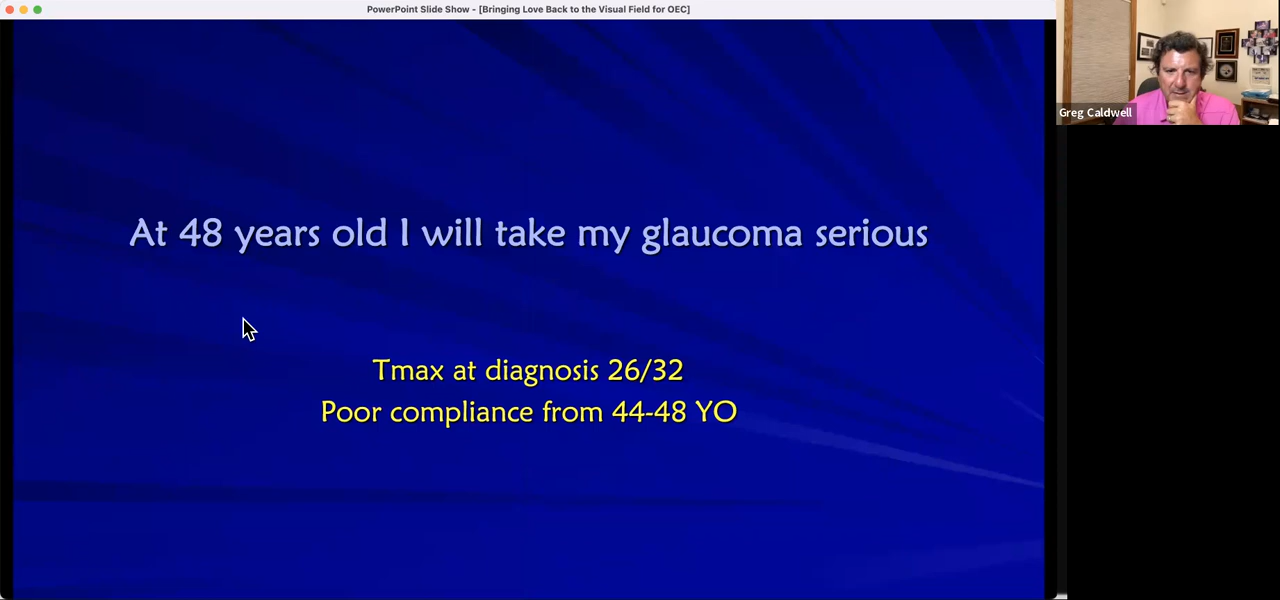 PowerPoint Slide Show - [Bringing Love Back to the Visual Field for OEC]
Greg Caldwell
At 48 years old I will take my glaucoma serious
Tmax at diagnosis 26/32
Poor compliance from 44-48 YO